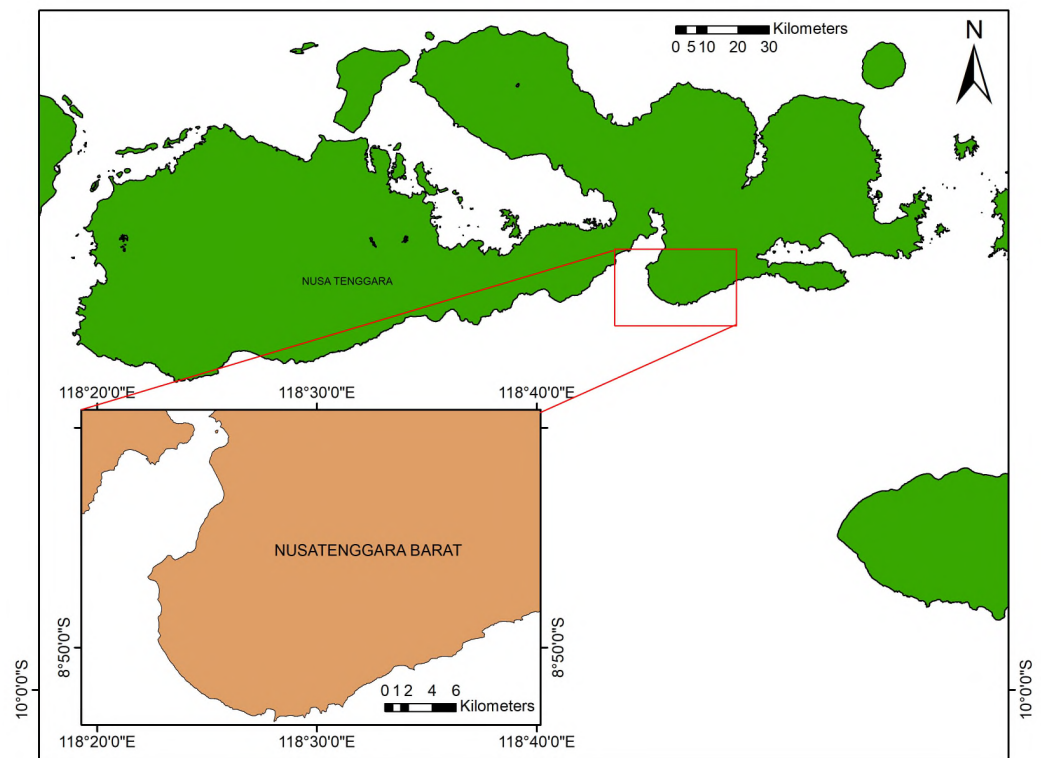 Kilometers
0 5 10 20 30
N
NUSA TENGGARA
118°20'0"E 118°30'0"E 118°40'0"E
NUSATENGGARA BARAT
8°50'0"S 8°50'0"S
10°0'0"S 10°0'0"S
0 1 2 4 6
Kilometers
118°20'0"E 118°30'0"E 118°40'0"E